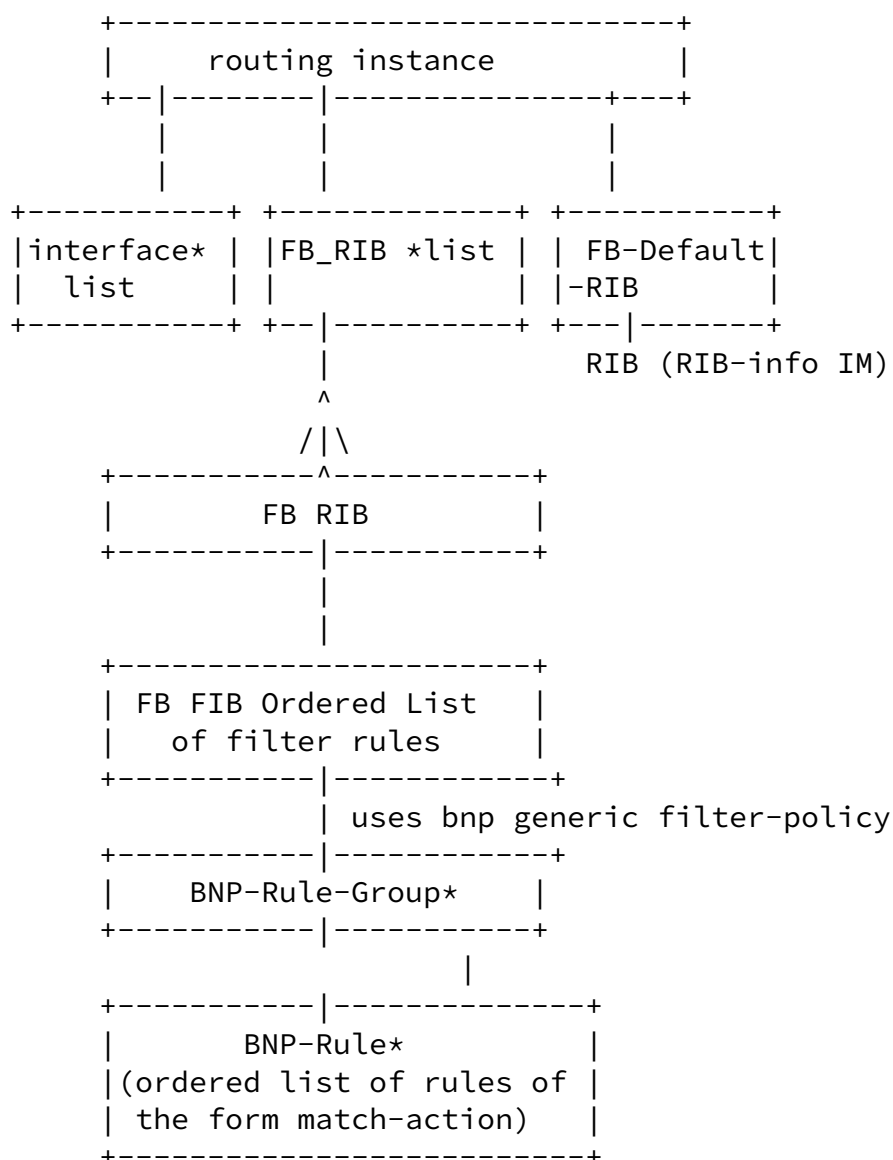 routing instance
interface* FB_RIB *list FB-Default
list -RIB
RIB (RIB-info IM)
FB RIB
FB FIB Ordered List
of filter rules
uses bnp generic filter-policy
BNP-Rule-Group*
BNP-Rule*
(ordered list of rules of
the form match-action)